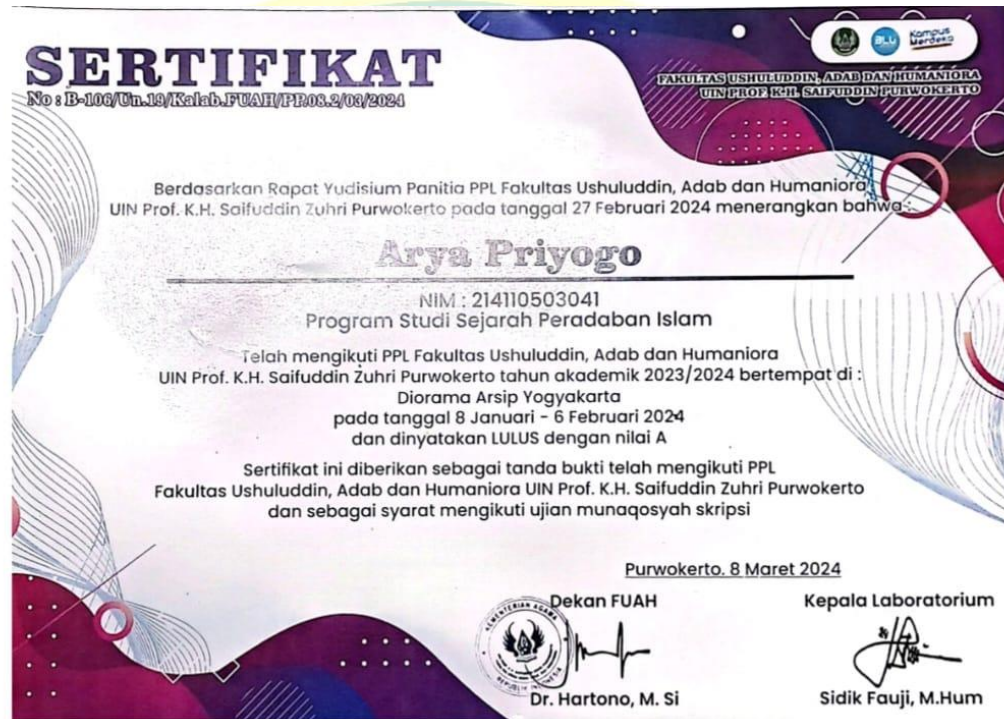 SERTIFIKAT
No : B-106/Un.19/Kalab.FUAH/PP.08.2/03/2024
BLU
Kampus
Merdeka
FAKULTAS USHULUDDIN, ADAB DAN HUMANIORA
UIN PROF. K.H. SAIFUDDIN PURWOKERTO
Berdasarkan Rapat Yudisium Panitia PPL Fakultas Ushuluddin, Adab dan Humaniora
UIN Prof. K.H. Saifuddin Zuhri Purwokerto pada tanggal 27 Februari 2024 menerangkan bahwa :
Arya Priyogo
NIM : 214110503041
Program Studi Sejarah Peradaban Islam
Telah mengikuti PPL Fakultas Ushuluddin, Adab dan Humaniora
UIN Prof. K.H. Saifuddin Zuhri Purwokerto tahun akademik 2023/2024 bertempat di :
Diorama Arsip Yogyakarta
pada tanggal 8 Januari - 6 Februari 2024
dan dinyatakan LULUS dengan nilai A
Sertifikat ini diberikan sebagai tanda bukti telah mengikuti PPL
Fakultas Ushuluddin, Adab dan Humaniora UIN Prof. K.H. Saifuddin Zuhri Purwokerto
dan sebagai syarat mengikuti ujian munaqosyah skripsi
Purwokerto. 8 Maret 2024
Dekan FUAH
Kepala Laboratorium
KEMENTERIAN AGAMA
REPUBLIK INDONESIA
Dr. Hartono, M. Si
Sidik Fauji, M.Hum